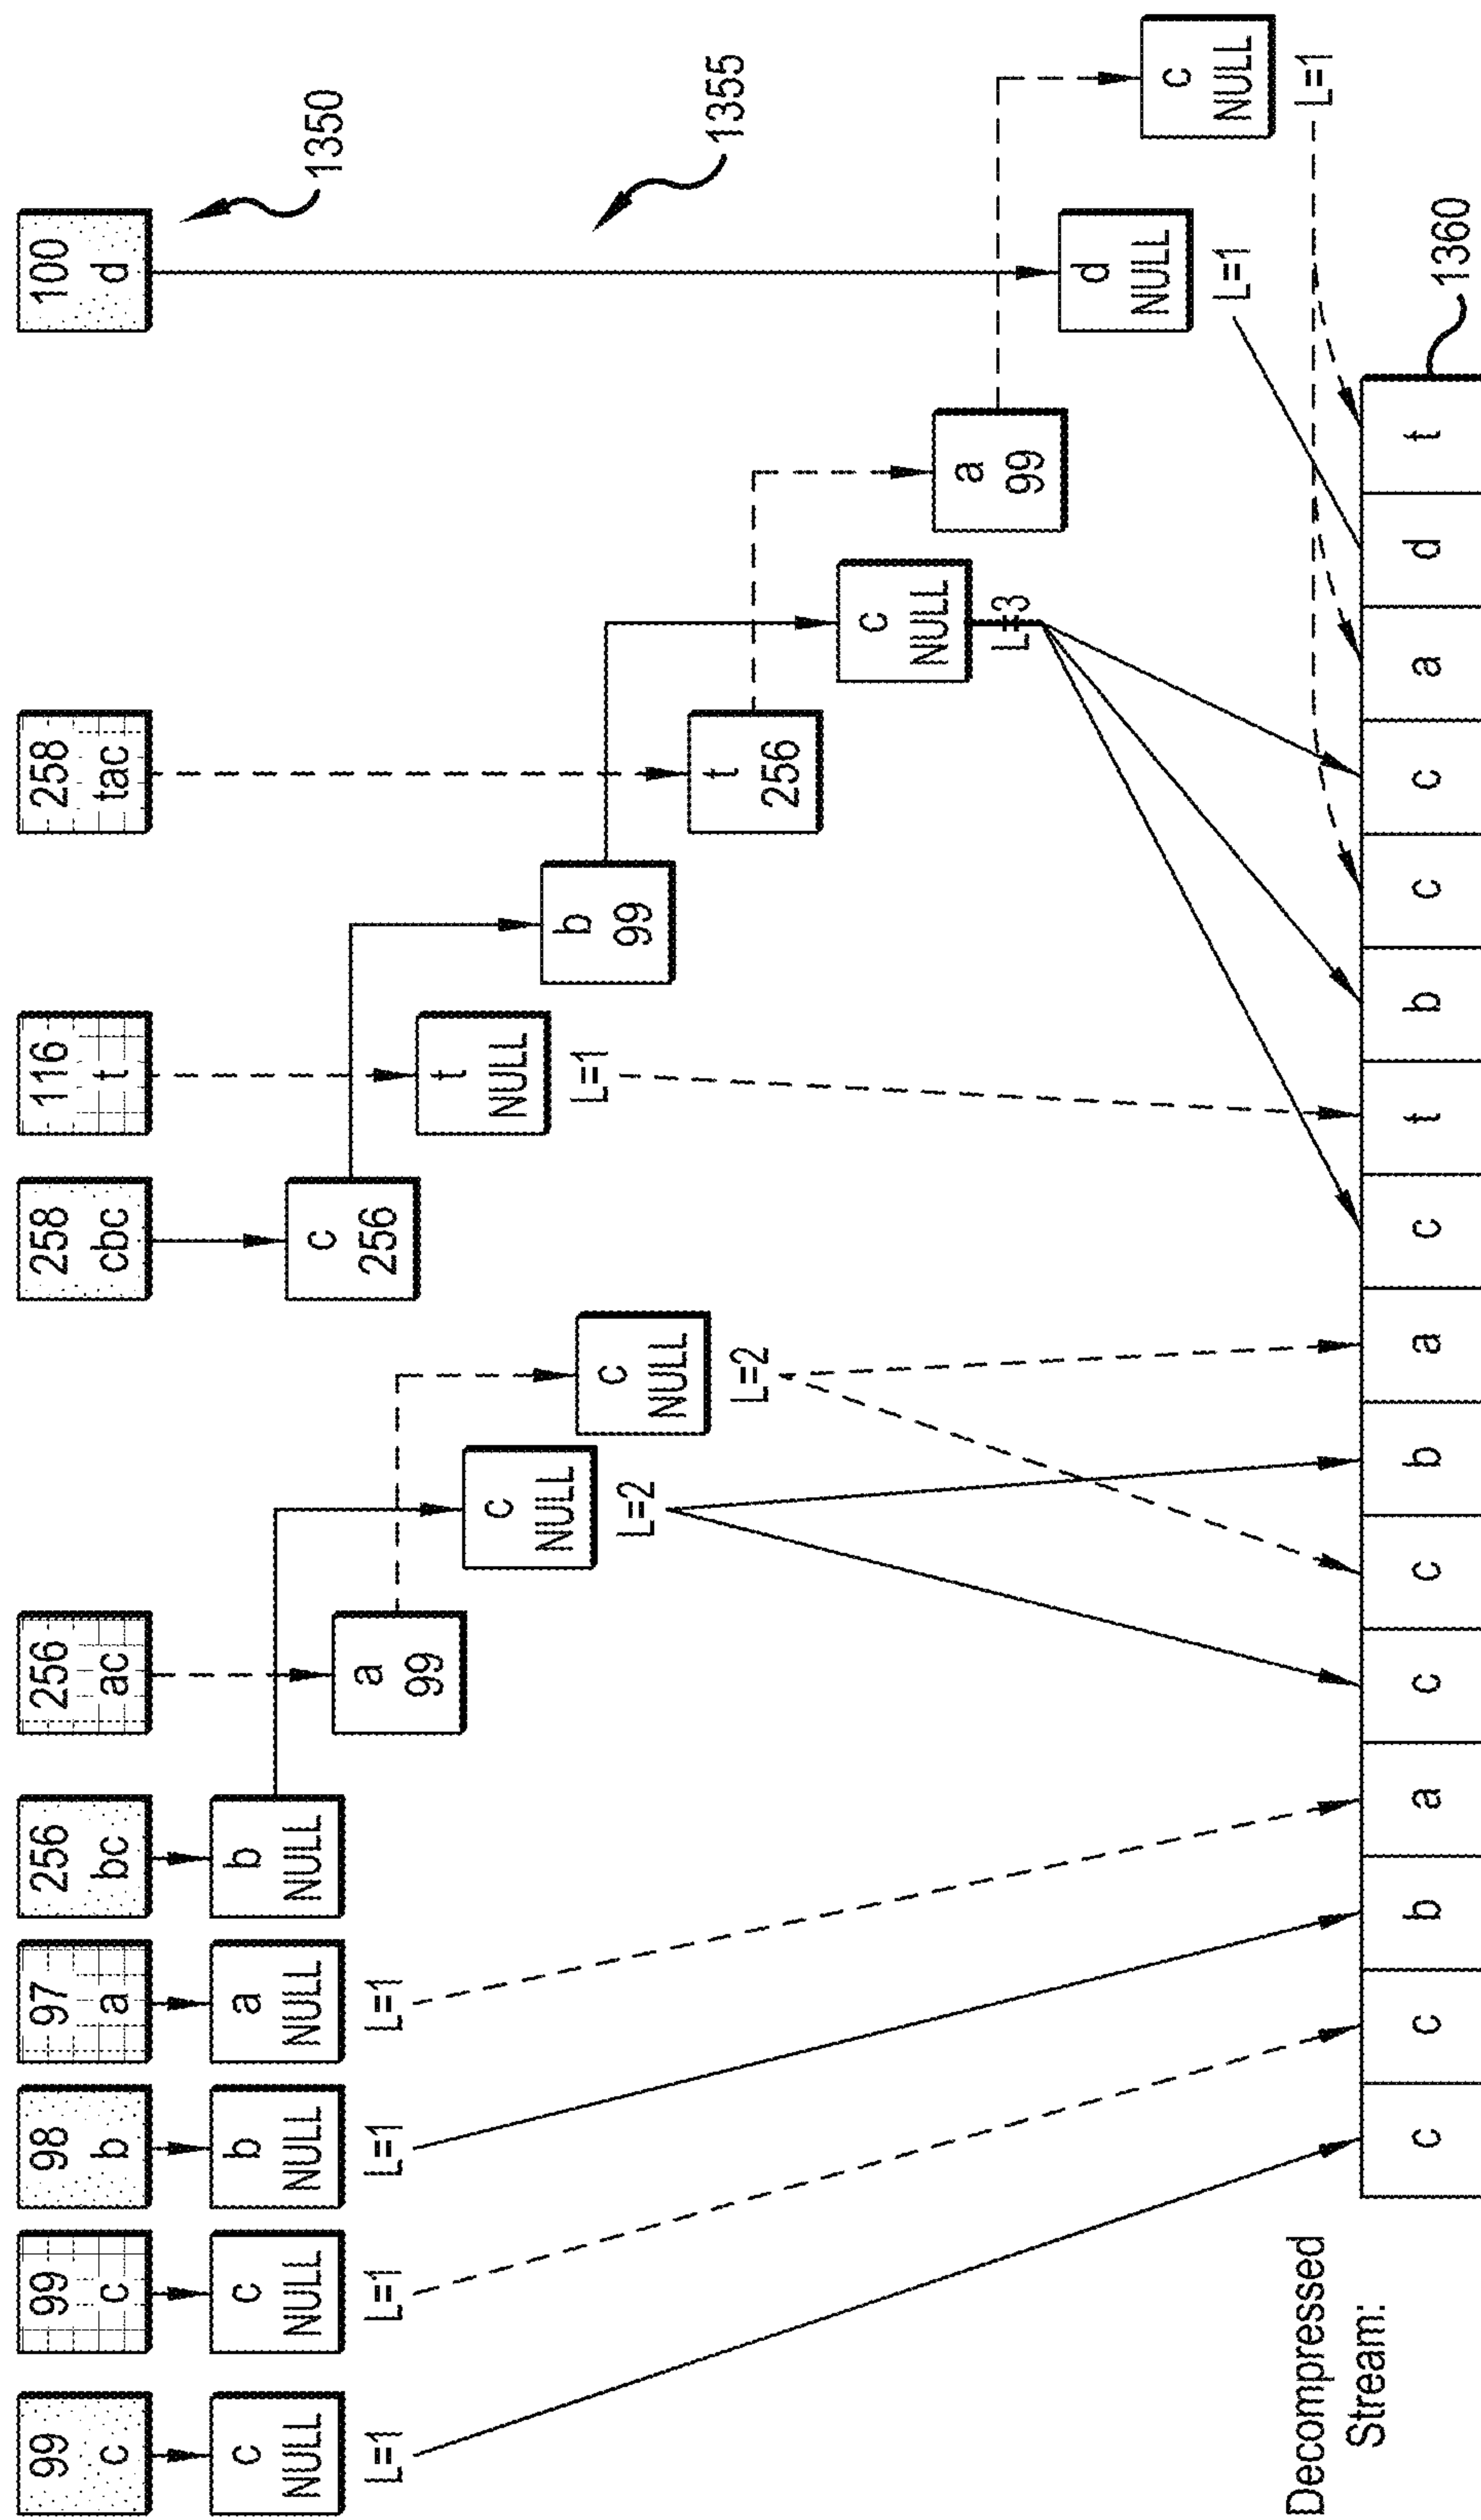 99
c
99
c
98
b
97
a
256
bc
256
ac
258
cbc
116
t
258
tac
100
d
1350
c
NULL
L=1
c
NULL
L=1
b
NULL
L=1
a
NULL
L=1
b
NULL
a
99
c
NULL
L=2
c
NULL
L=2
c
256
t
NULL
L=1
b
99
t
256
c
NULL
L=3
a
99
d
NULL
L=1
c
NULL
L=1
1355
Decompressed
Stream:
c c b a c c b a c t b c c a d t
1360